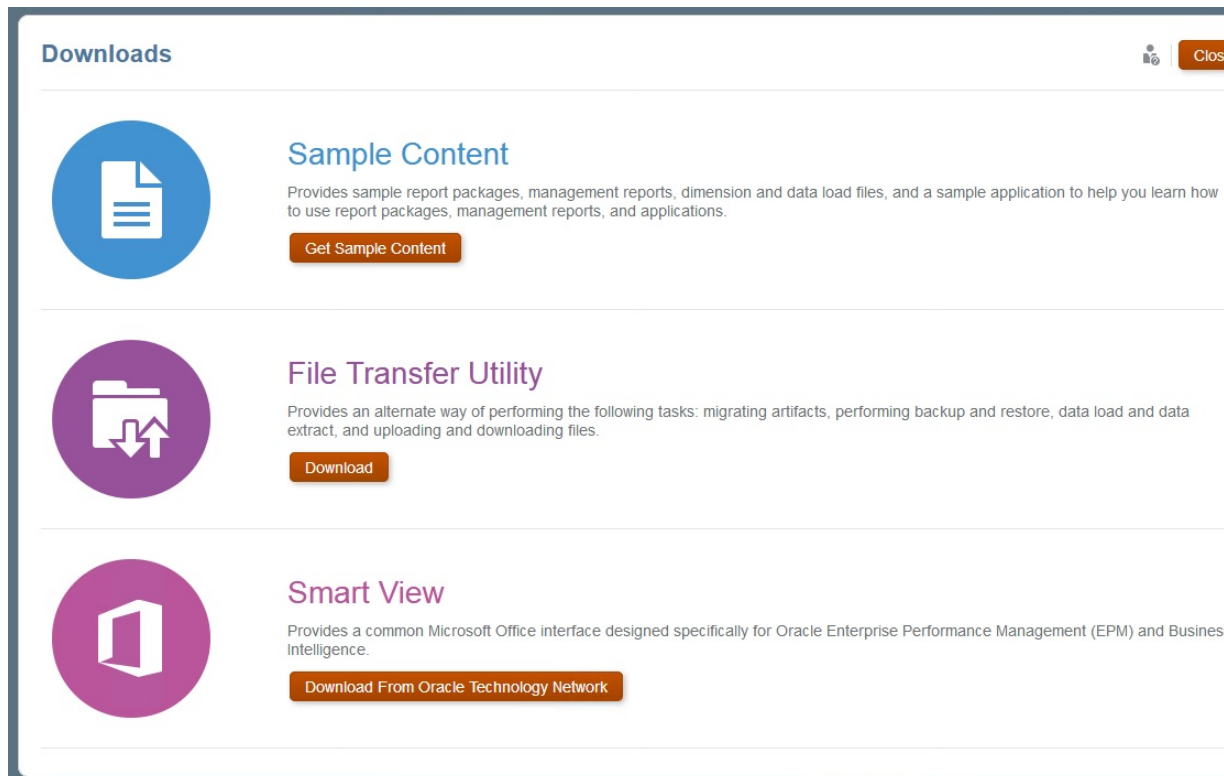 Downloads
Clos
Sample Content
Provides sample report packages, management reports, dimension and data load files, and a sample application to help you learn how
to use report packages, management reports, and applications.
Get Sample Content
File Transfer Utility
Provides an alternate way of performing the following tasks: migrating artifacts, performing backup and restore, data load and data
extract, and uploading and downloading files.
Download
Smart View
Provides a common Microsoft Office interface designed specifically for Oracle Enterprise Performance Management (EPM) and Busines
Intelligence.
Download From Oracle Technology Network